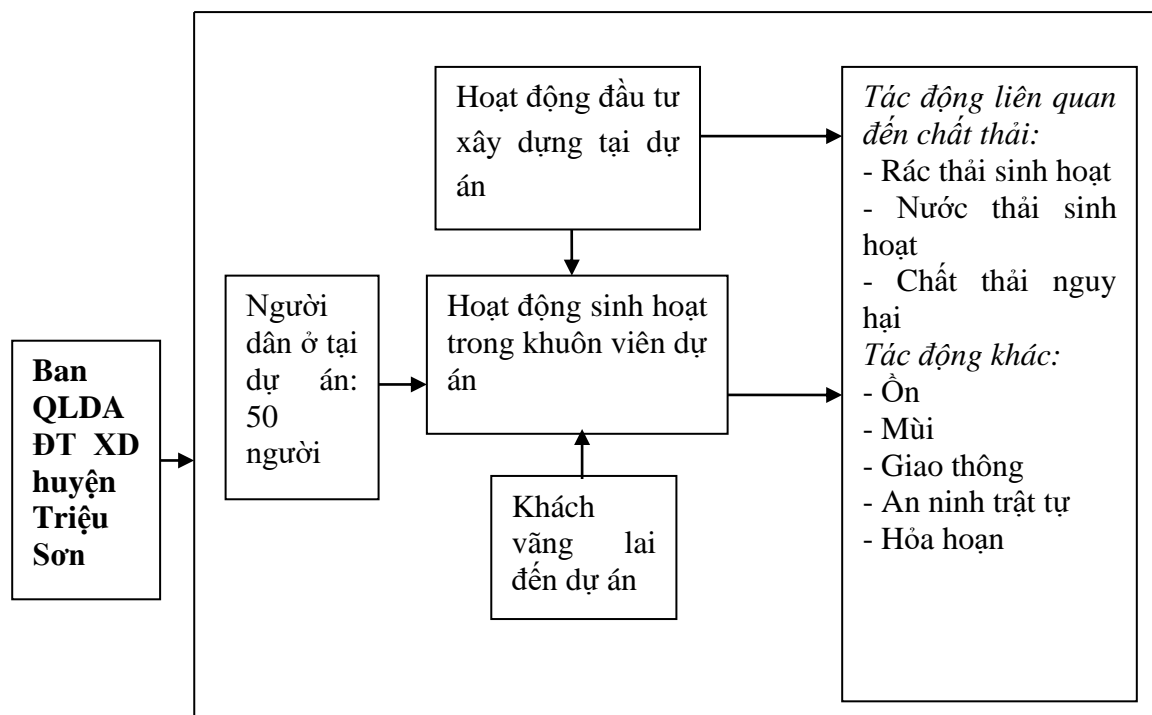 Ban
QLDA
ĐT XD
huyện
Triệu
Sơn
Người
dân ở tại
dự án:
50
người
Hoạt động đầu tư
xây dựng tại dự
án
Hoạt động sinh hoạt
trong khuôn viên dự
án
Khách
vãng lai
đến dự án
Tác động liên quan
đến chất thải:
- Rác thải sinh hoạt
- Nước thải sinh
hoạt
- Chất thải nguy
hại
Tác động khác:
- Ồn
- Mùi
- Giao thông
- An ninh trật tự
- Hỏa hoạn